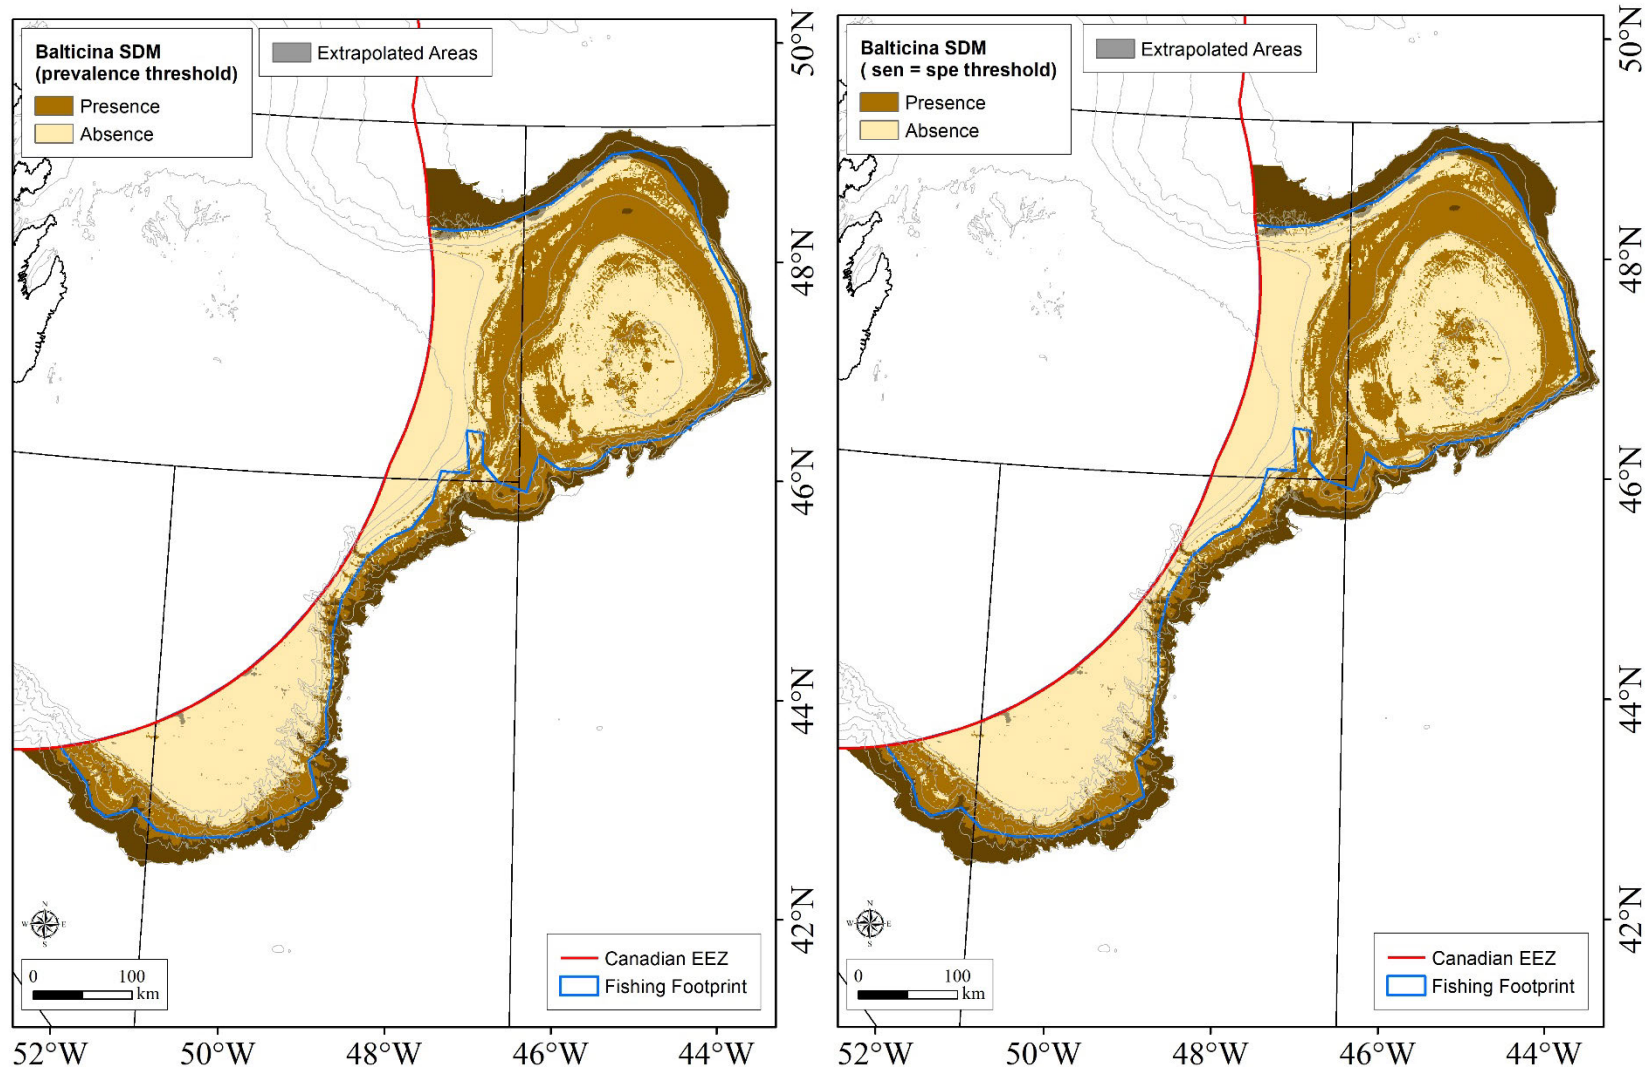 Balticina SDM
(prevalence threshold)
Presence
Absence
Extrapolated Areas
50°N
48°N
46°N
44°N
42°N
N
W E
S
0 100
km
Canadian EEZ
Fishing Footprint
52°W 50°W 48°W 46°W 44°W
Balticina SDM
( sen = spe threshold)
Presence
Absence
Extrapolated Areas
50°N
48°N
46°N
44°N
42°N
N
W E
S
0 100
km
Canadian EEZ
Fishing Footprint
52°W 50°W 48°W 46°W 44°W